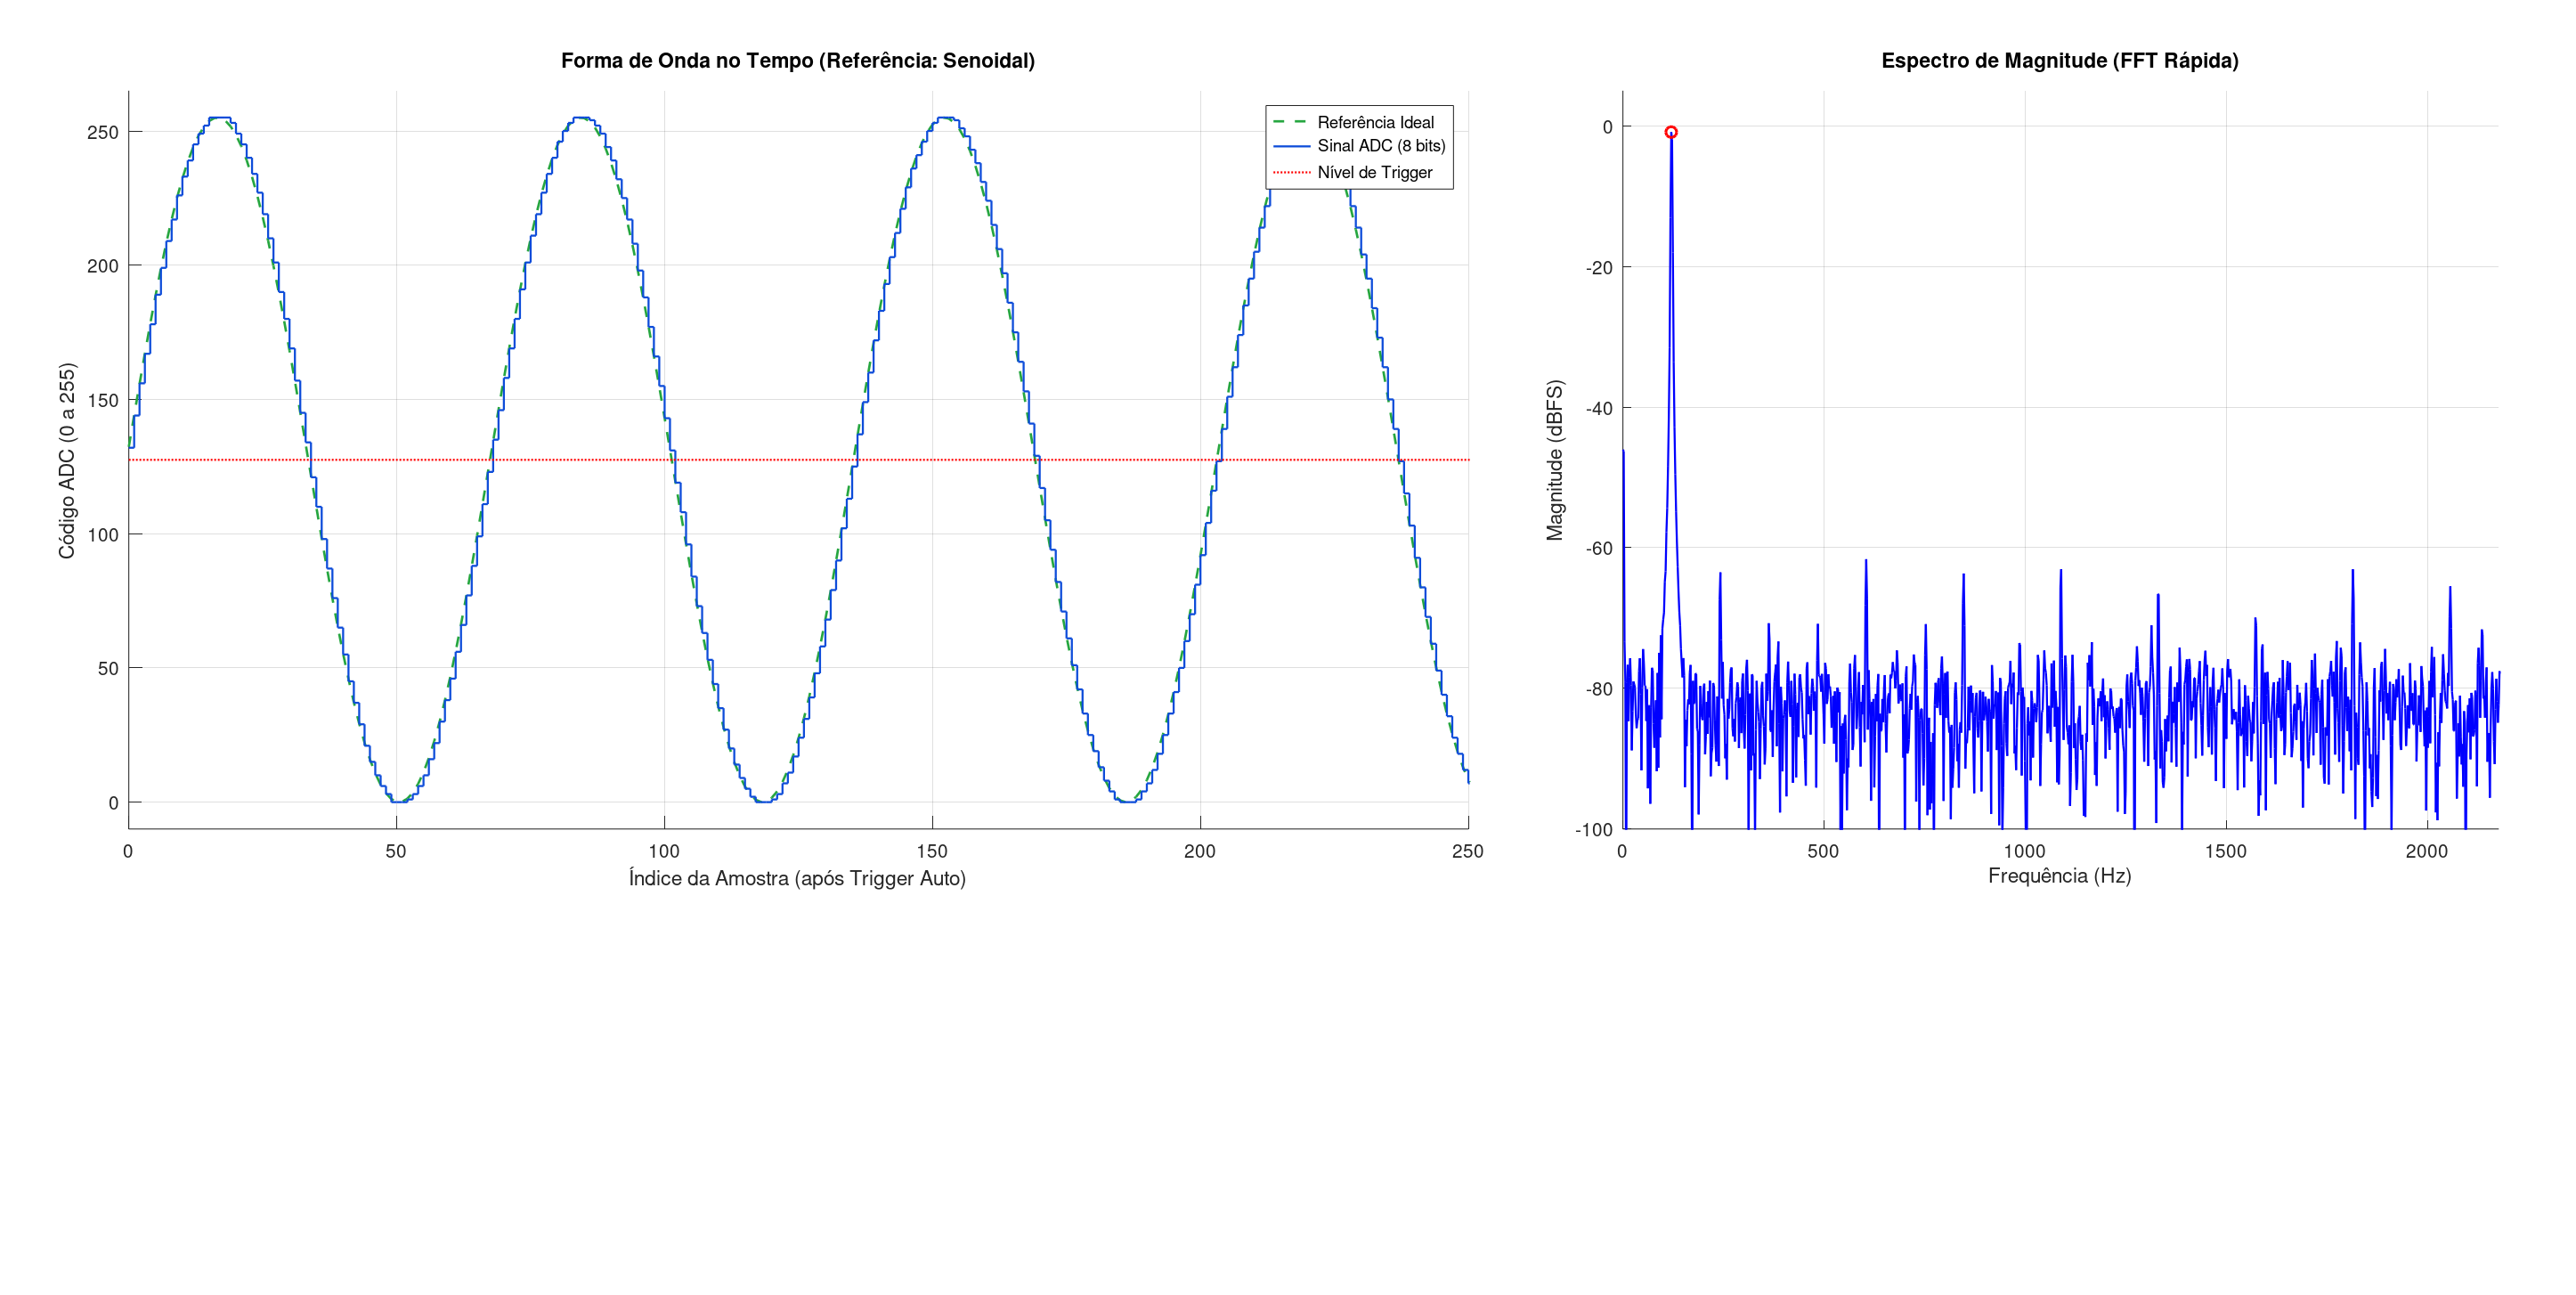 Forma de Onda no Tempo (Referência: Senoidal)
Código ADC (0 a 255)
250
200
150
100
50
0
0 50 100 150 200 250
Índice da Amostra (após Trigger Auto)
Referência Ideal
Sinal ADC (8 bits)
Nível de Trigger
Espectro de Magnitude (FFT Rápida)
Magnitude (dBFS)
0
-20
-40
-60
-80
-100
0 500 1000 1500 2000
Frequência (Hz)